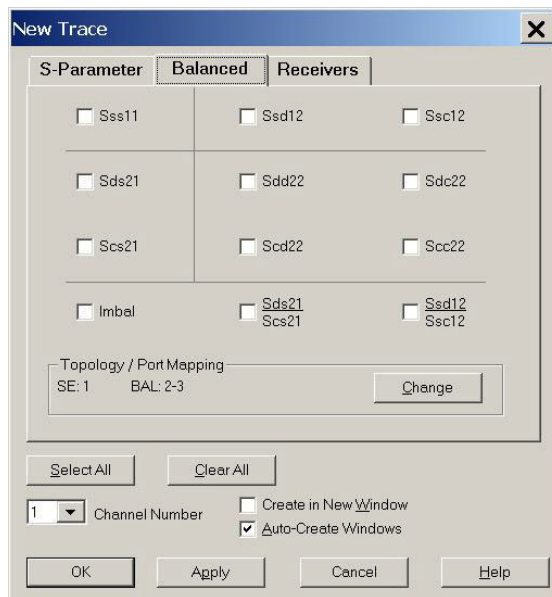 New Trace
S-Parameter Balanced Receivers
Sss11 Ssd12 Ssc12
Sds21 Sdd22 Sdc22
Scs21 Scd22 Scc22
Imbal Sds21 Ssd12
Scs21 Ssc12
Topology / Port Mapping
SE: 1 BAL: 2-3 Change
Select All Clear All
1 Channel Number Create in New Window
Auto-Create Windows
OK Apply Cancel Help